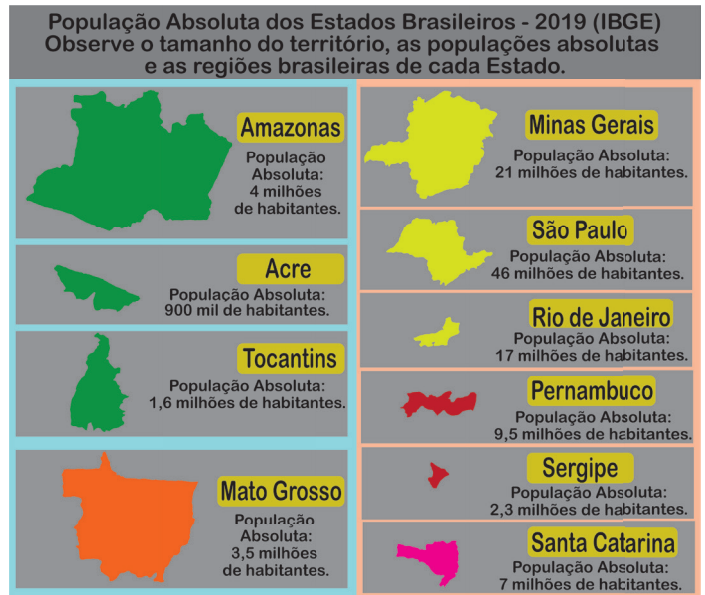 População Absoluta dos Estados Brasileiros - 2019 (IBGE)
Observe o tamanho do território, as populações absolutas
e as regiões brasileiras de cada Estado.
Amazonas
População
Absoluta:
4 milhões
de habitantes.
Acre
População Absoluta:
900 mil de habitantes.
Tocantins
População Absoluta:
1,6 milhões de habitantes.
Mato Grosso
População
Absoluta:
3,5 milhões
de habitantes.
Minas Gerais
População Absoluta:
21 milhões de habitantes.
São Paulo
População Absoluta:
46 milhões de habitantes.
Rio de Janeiro
População Absoluta:
17 milhões de habitantes.
Pernambuco
População Absoluta:
9,5 milhões de habitantes.
Sergipe
População Absoluta:
2,3 milhões de habitantes.
Santa Catarina
População Absoluta:
7 milhões de habitantes.